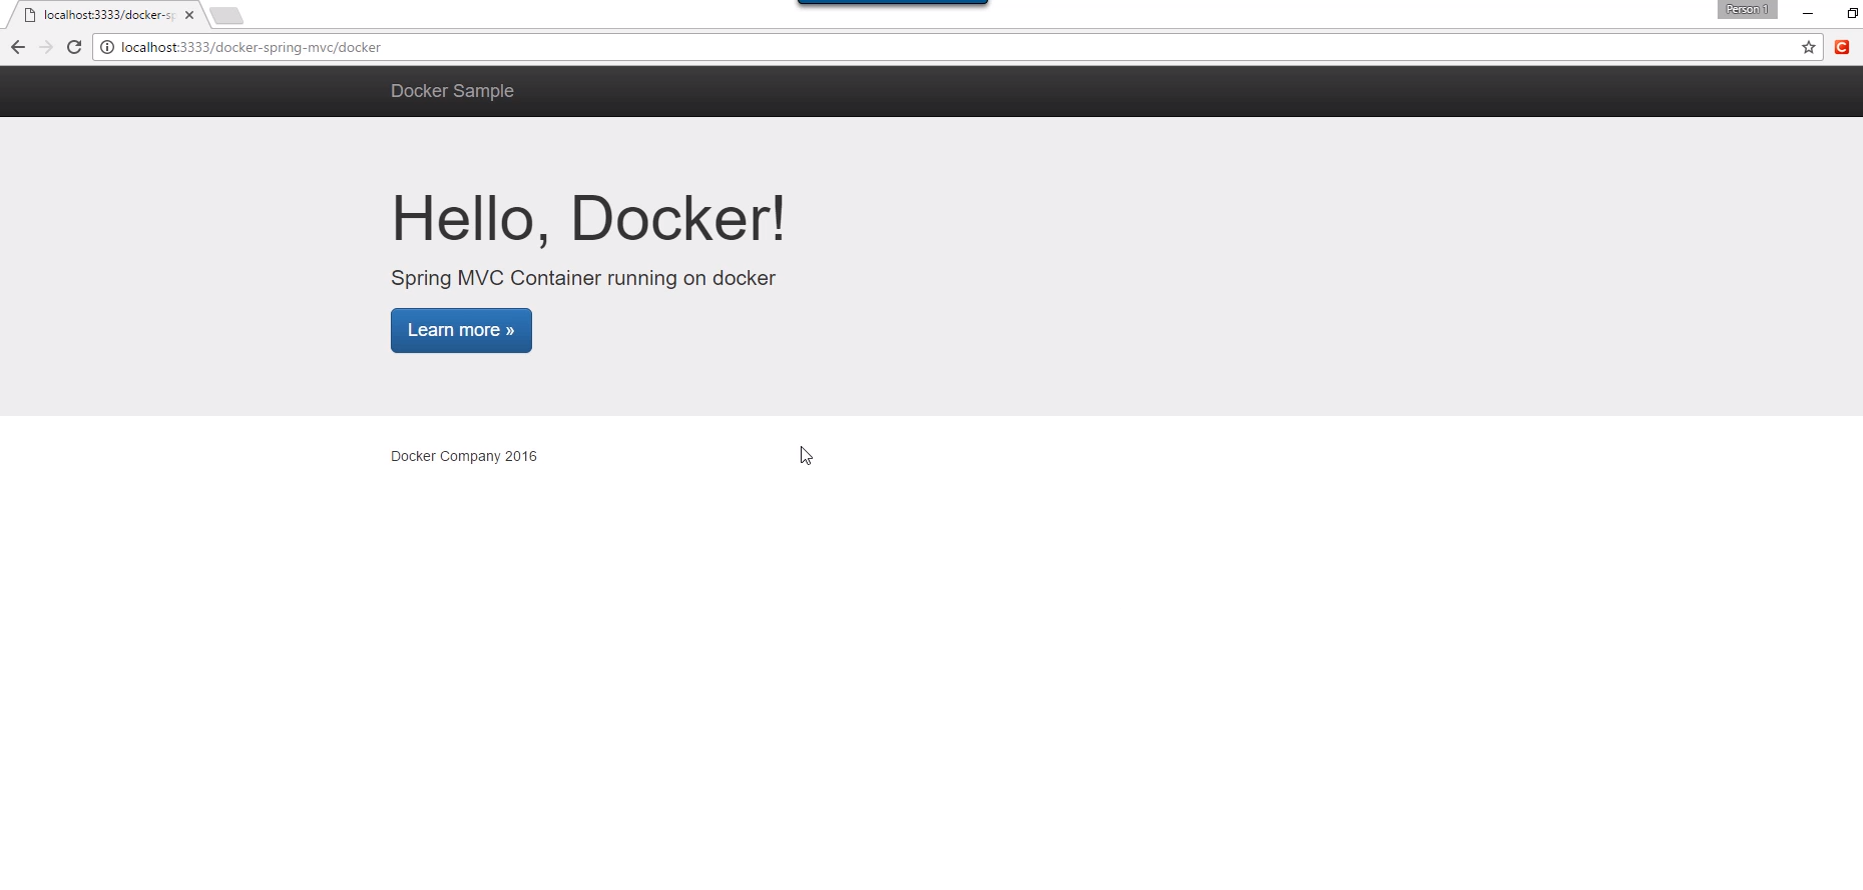 localhost:3333/docker-sp
Person 1
localhost:3333/docker-spring-mvc/docker
C
Docker Sample
Hello, Docker!
Spring MVC Container running on docker
Learn more »
Docker Company 2016